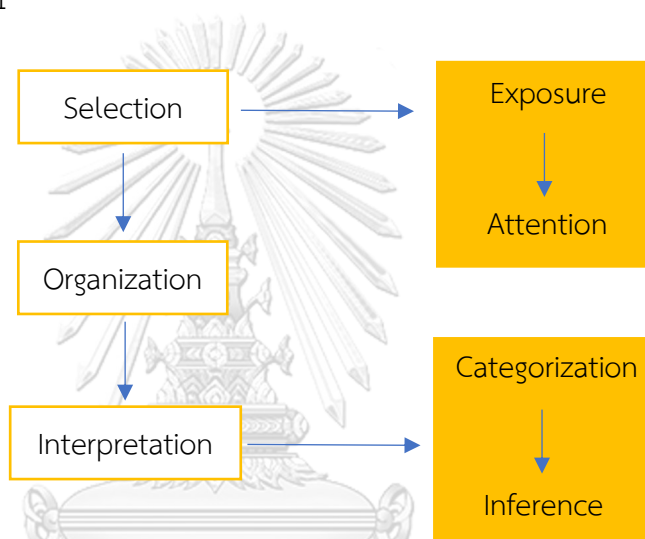 Selection
Exposure
Attention
Organization
Categorization
Interpretation
Inference